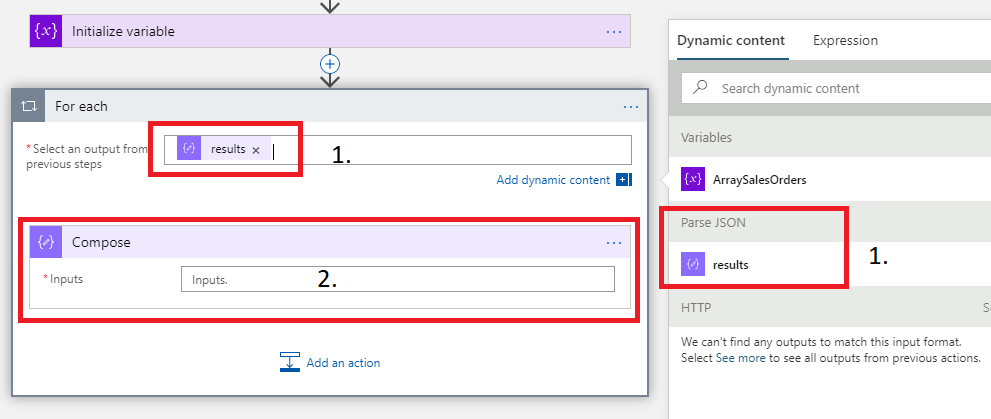 Initialize variable
...
For each
...
*Select an output from previous steps
results ×
1.
Add dynamic content
Compose
...
*Inputs
Inputs.
2.
Add an action
Dynamic content
Expression
Search dynamic content
Variables
{x} ArraySalesOrders
Parse JSON
results
1.
HTTP
We can't find any outputs to match this input format.
Select See more to see all outputs from previous actions.